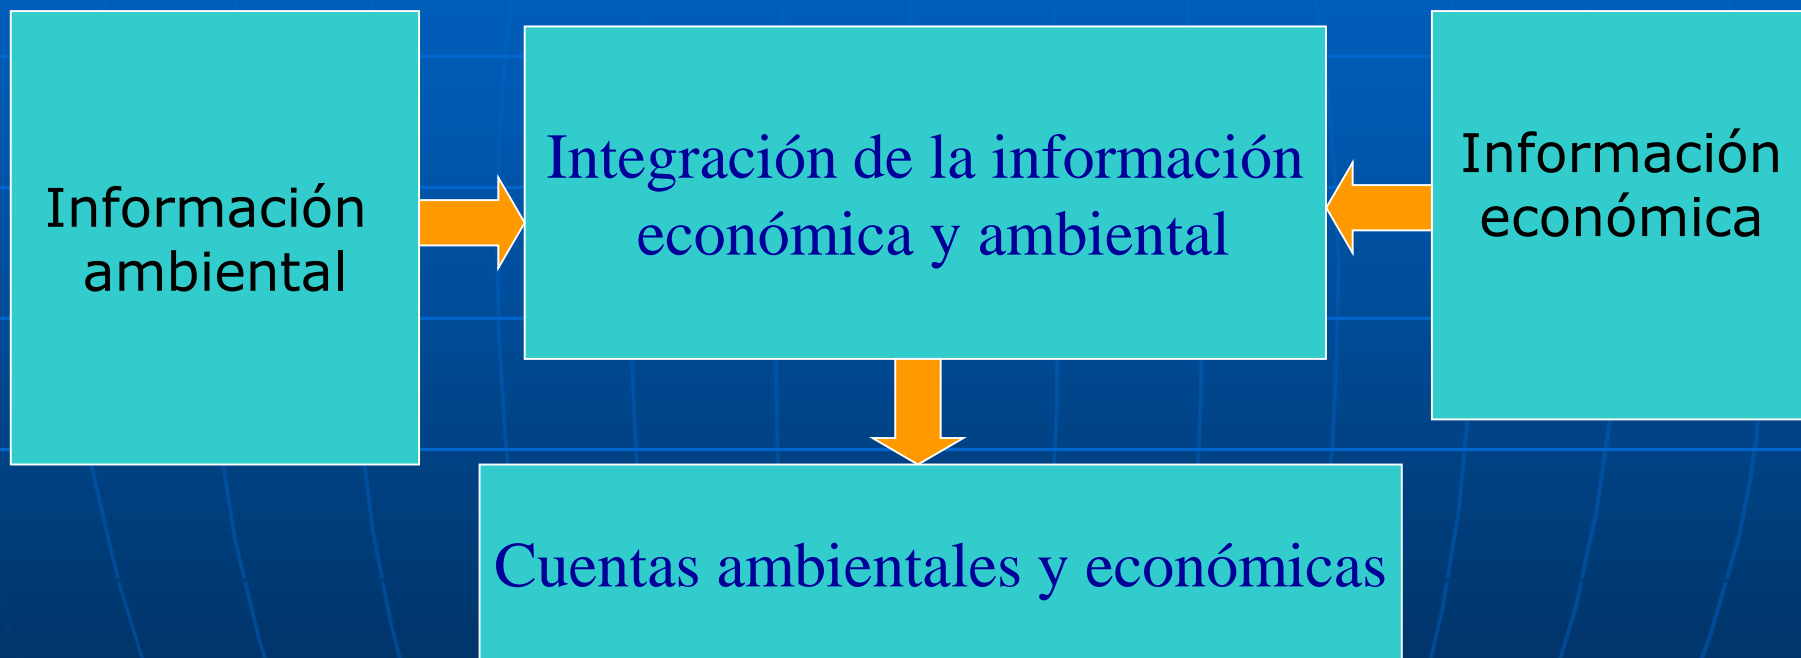 Información
ambiental
Integración de la información
económica y ambiental
Información
económica
Cuentas ambientales y económicas